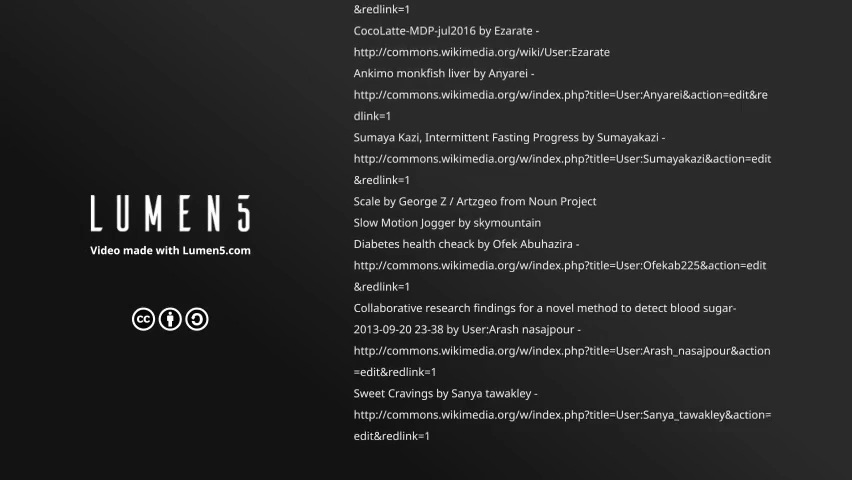 LUMEN5
Video made with Lumen5.com
cc
&redlink=1
CocoLatte-MDP-jul2016 by Ezarate -
http://commons.wikimedia.org/wiki/User:Ezarate
Ankimo monkfish liver by Anyarei -
http://commons.wikimedia.org/w/index.php?title=User:Anyarei&action=edit&re
dlink=1
Sumaya Kazi, Intermittent Fasting Progress by Sumayakazi -
http://commons.wikimedia.org/w/index.php?title=User:Sumayakazi&action=edit
&redlink=1
Scale by George Z / Artzgeo from Noun Project
Slow Motion Jogger by skymountain
Diabetes health cheack by Ofek Abuhazira -
http://commons.wikimedia.org/w/index.php?title=User:Ofekab225&action=edit
&redlink=1
Collaborative research findings for a novel method to detect blood sugar-
2013-09-20 23-38 by User:Arash nasajpour -
http://commons.wikimedia.org/w/index.php?title=User:Arash_nasajpour&action
=edit&redlink=1
Sweet Cravings by Sanya tawakley -
http://commons.wikimedia.org/w/index.php?title=User:Sanya_tawakley&action=
edit&redlink=1